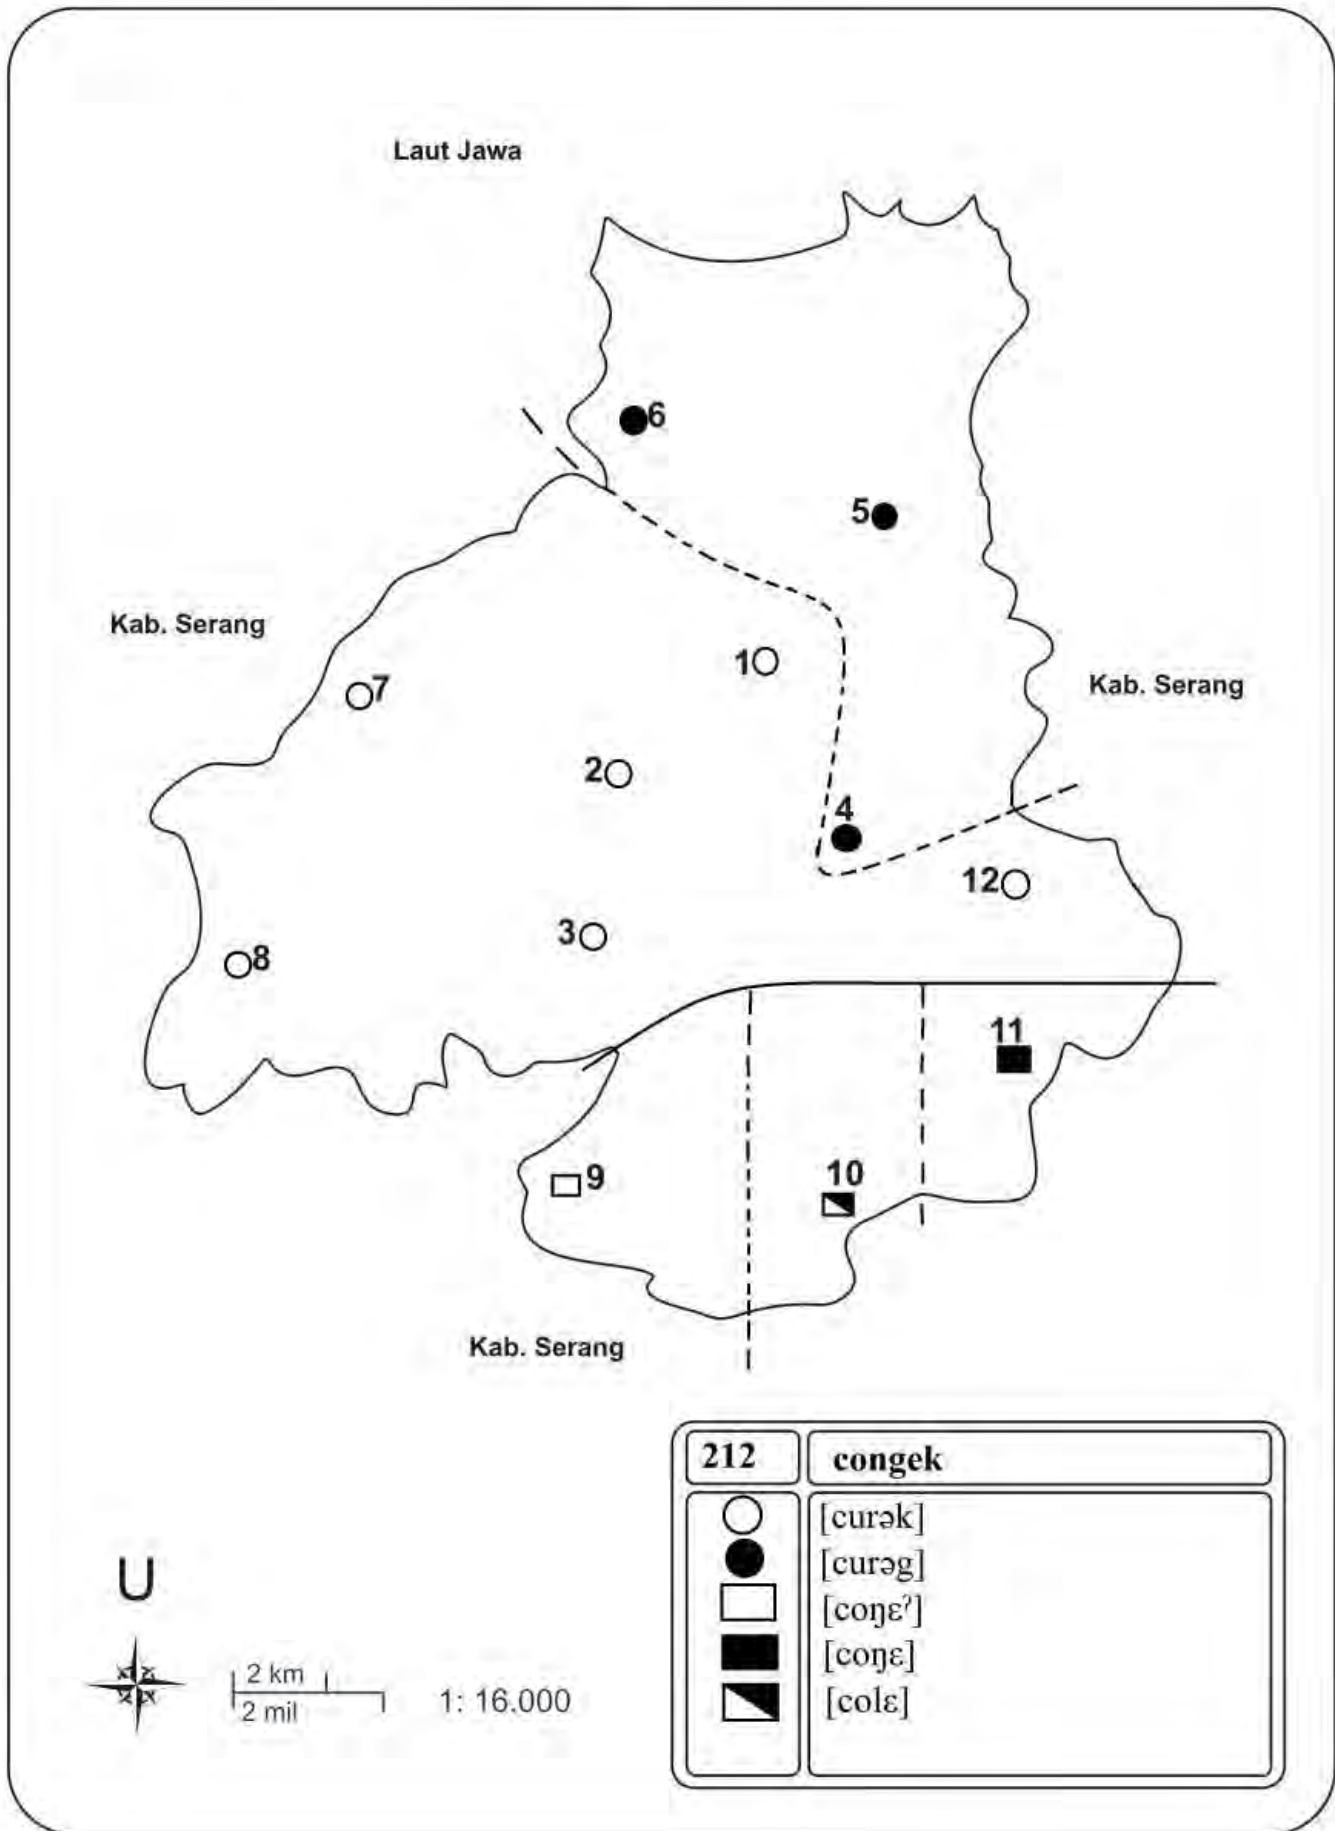 Laut Jawa
6
5
Kab. Serang
1
7
Kab. Serang
2
4
12
3
8
11
9
10
Kab. Serang
212 congek
[curək]
[curəg]
[coŋɛˀ]
[coŋɛ]
[colɛ]
U
2 km
2 mil
1: 16.000